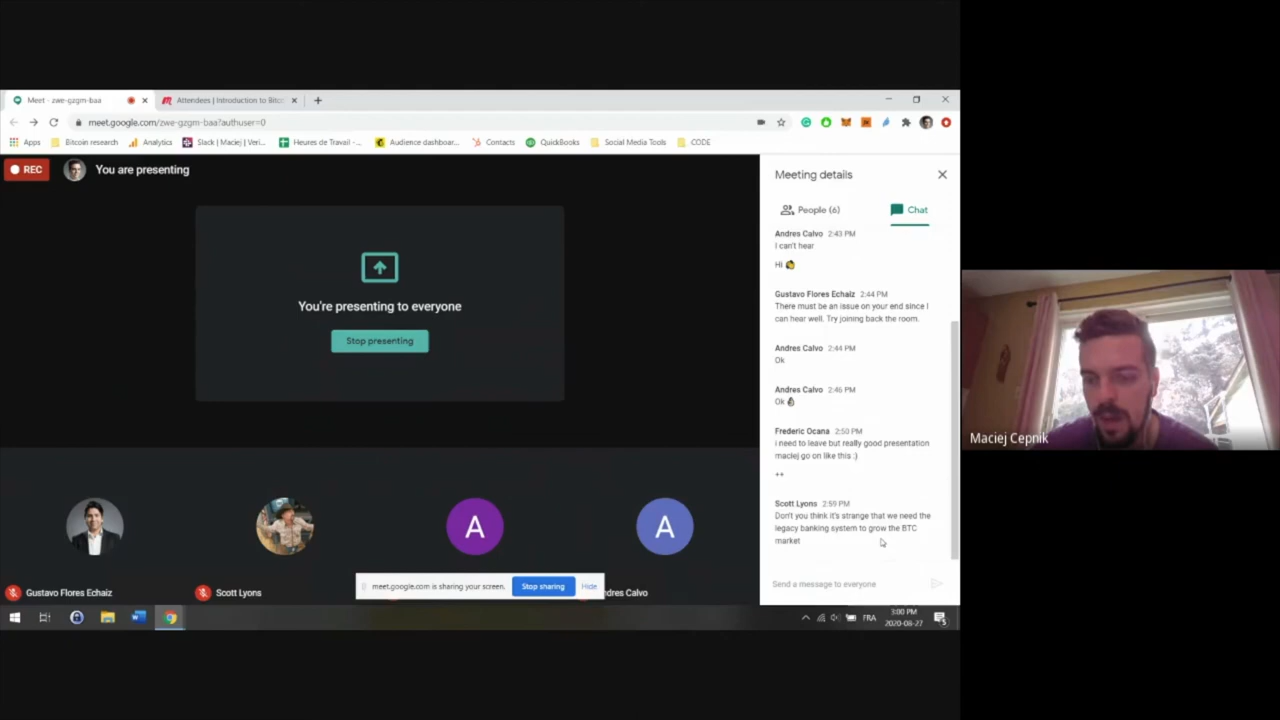 Meet - zwe-gzgm-baa
Attendees | Introduction to Bitc
meet.google.com/zwe-gzgm-baa?authuser=0
Apps
Bitcoin research
Analytics
Slack | Maciej | Veri...
Heures de Travail - ...
Audience dashboar...
Contacts
QuickBooks
Social Media Tools
CODE
REC
You are presenting
You're presenting to everyone
Stop presenting
A
A
Gustavo Flores Echaiz
Scott Lyons
ndres Calvo
meet.google.com is sharing your screen.
Stop sharing
Hide
Meeting details
People (6)
Chat
Andres Calvo 2:43 PM
I can't hear
Hi
Gustavo Flores Echaiz 2:44 PM
There must be an issue on your end since I
can hear well. Try joining back the room.
Andres Calvo 2:44 PM
Ok
Andres Calvo 2:46 PM
Ok
Frederic Ocana 2:50 PM
i need to leave but really good presentation
maciej go on like this :)
++
Scott Lyons 2:59 PM
Don't you think it's strange that we need the
legacy banking system to grow the BTC
market
Send a message to everyone
FRA
3:00 PM
2020-08-27
5
Maciej Cepnik